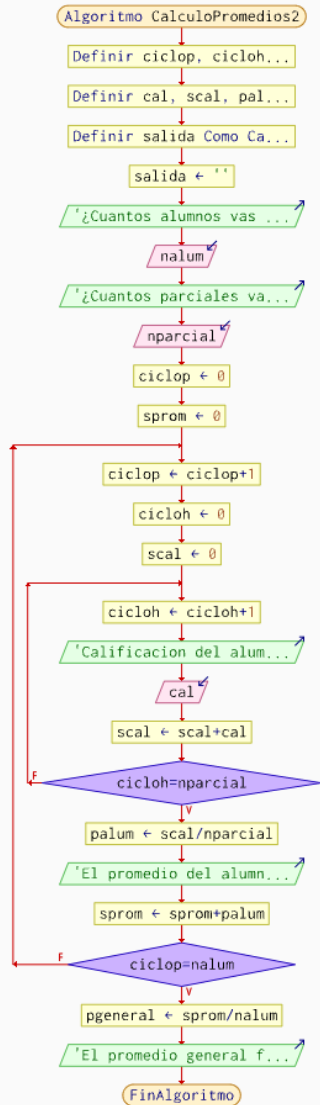 Algoritmo CalculoPromedios2
Definir ciclop, cicloh...
Definir cal, scal, pal...
Definir salida Como Ca...
salida ← ''
'¿Cuantos alumnos vas ...
nalum
'¿Cuantos parciales va...
nparcial
ciclop ← 0
sprom ← 0
ciclop ← ciclop+1
cicloh ← 0
scal ← 0
cicloh ← cicloh+1
'Calificacion del alum...
cal
scal ← scal+cal
F
cicloh=nparcial
V
palum ← scal/nparcial
'El promedio del alumn...
sprom ← sprom+palum
F
ciclop=nalum
V
pgeneral ← sprom/nalum
'El promedio general f...
FinAlgoritmo